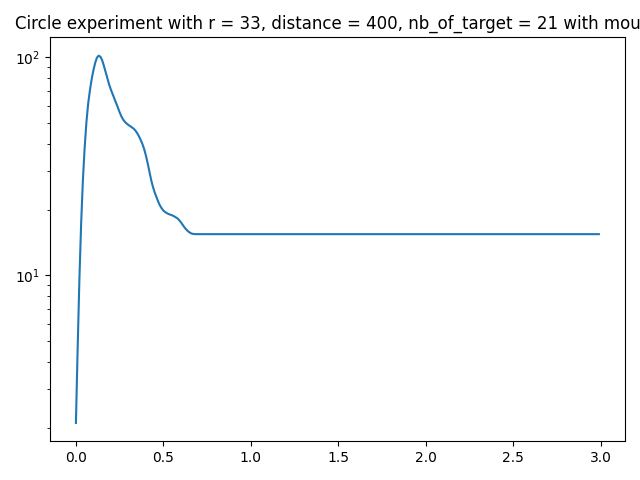 Circle experiment with r = 33, distance = 400, nb_of_target = 21 with mou
10²
10¹
0.0 0.5 1.0 1.5 2.0 2.5 3.0